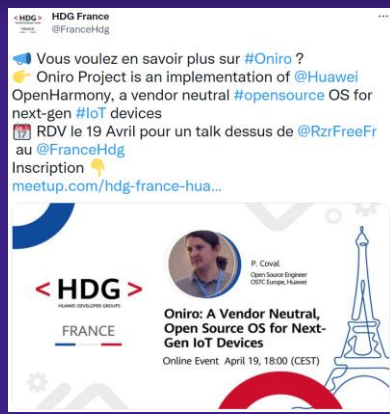 HDG France
@FranceHdg
Vous voulez en savoir plus sur #Oniro ?
Oniro Project is an implementation of @Huawei
OpenHarmony, a vendor neutral #opensource OS for
next-gen #IoT devices
RDV le 19 Avril pour un talk dessus de @RzrFreeFr
au @FranceHdg
Inscription
meetup.com/hdg-france-hua...
P. Coval
Open Source Engineer
OSTC Europe, Huawei
< HDG >
HUAWEI DEVELOPER GROUPS
FRANCE
Oniro: A Vendor Neutral,
Open Source OS for Next-
Gen IoT Devices
Online Event April 19, 18:00 (CEST)